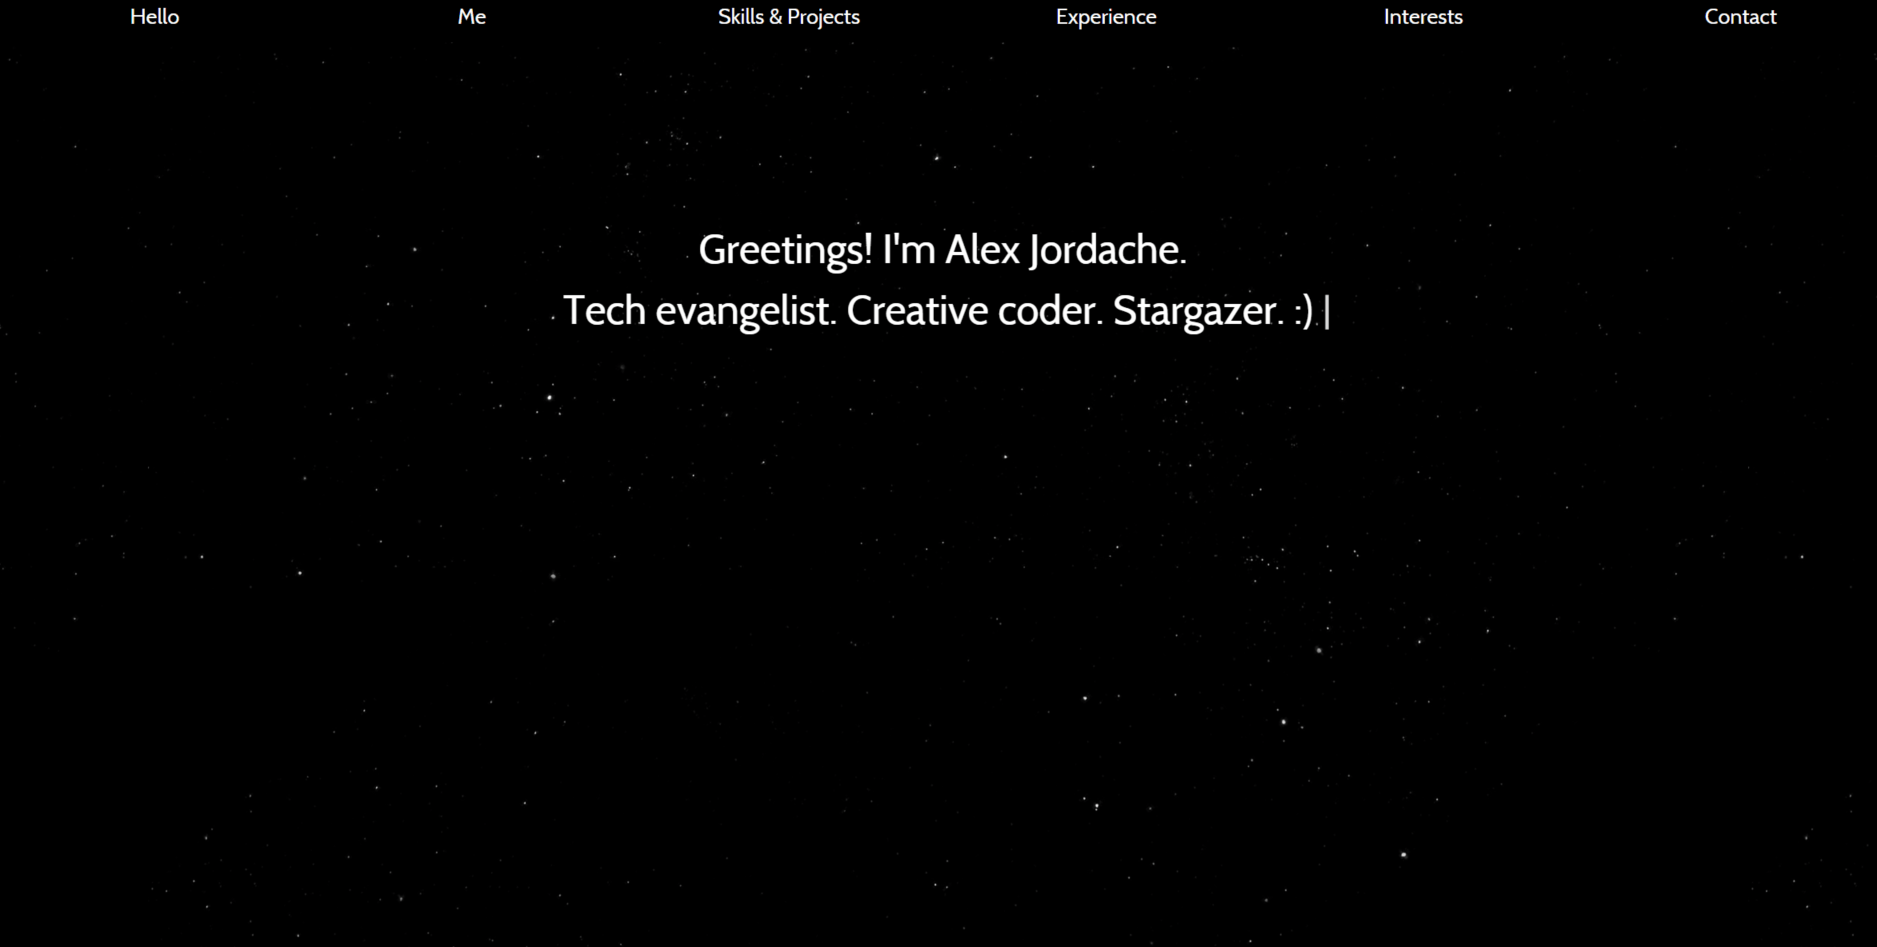 Hello Me Skills & Projects Experience Interests Contact
Greetings! I'm Alex Jordache.
Tech evangelist. Creative coder. Stargazer. :) |